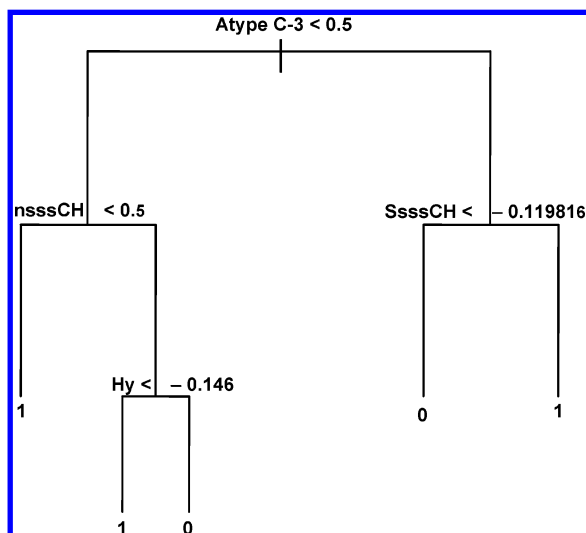 Atype C-3 < 0.5
nsssCH < 0.5
SsssCH < – 0.119816
Hy < – 0.146
1
0
1
1
0